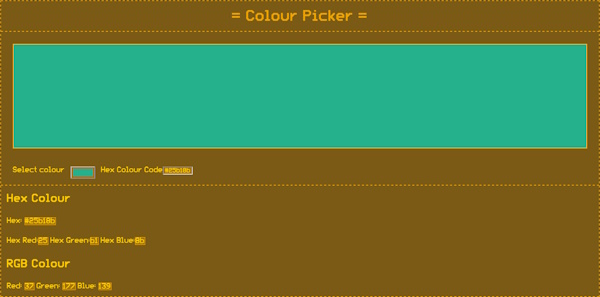 = Colour Picker =
Select colour Hex Colour Code #25b18b
Hex Colour
Hex: #25b18b
Hex Red:25 Hex Green:b1 Hex Blue:8b
RGB Colour
Red: 37 Green: 177 Blue: 139